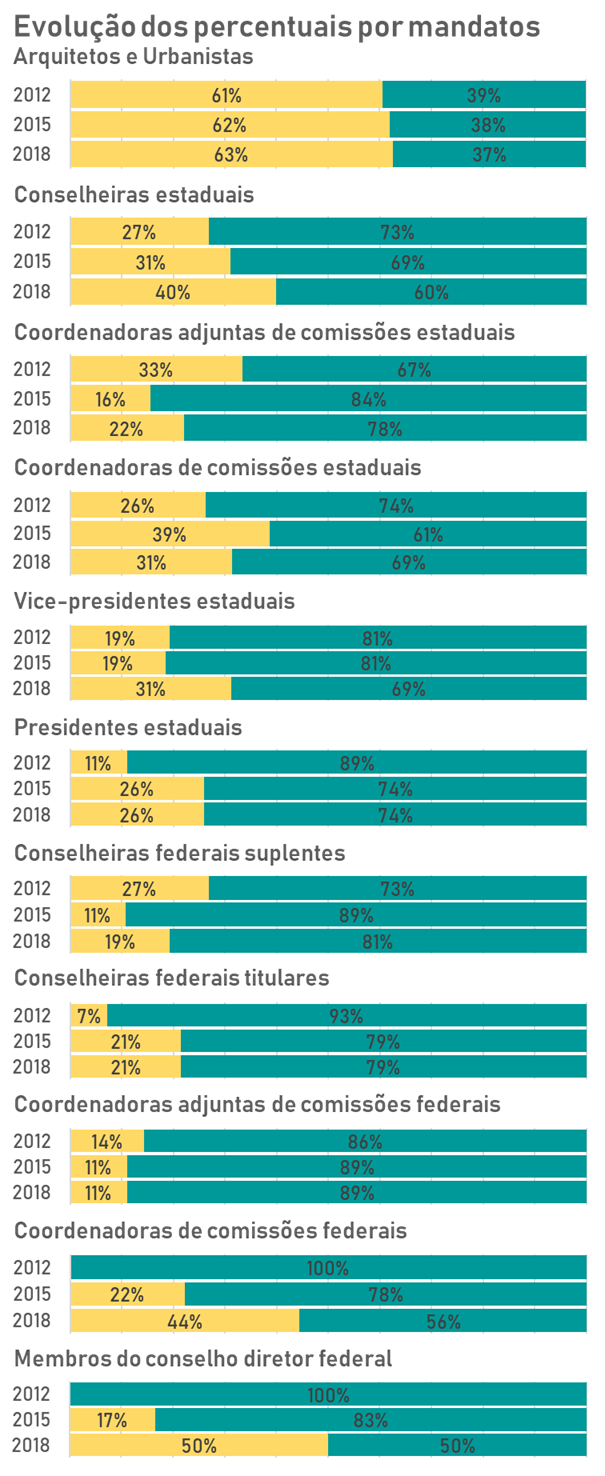 Evolução dos percentuais por mandatos
Arquitetos e Urbanistas
2012 61% 39%
2015 62% 38%
2018 63% 37%
Conselheiras estaduais
2012 27% 73%
2015 31% 69%
2018 40% 60%
Coordenadoras adjuntas de comissões estaduais
2012 33% 67%
2015 16% 84%
2018 22% 78%
Coordenadoras de comissões estaduais
2012 26% 74%
2015 39% 61%
2018 31% 69%
Vice-presidentes estaduais
2012 19% 81%
2015 19% 81%
2018 31% 69%
Presidentes estaduais
2012 11% 89%
2015 26% 74%
2018 26% 74%
Conselheiras federais suplentes
2012 27% 73%
2015 11% 89%
2018 19% 81%
Conselheiras federais titulares
2012 7% 93%
2015 21% 79%
2018 21% 79%
Coordenadoras adjuntas de comissões federais
2012 14% 86%
2015 11% 89%
2018 11% 89%
Coordenadoras de comissões federais
2012 100%
2015 22% 78%
2018 44% 56%
Membros do conselho diretor federal
2012 100%
2015 17% 83%
2018 50% 50%